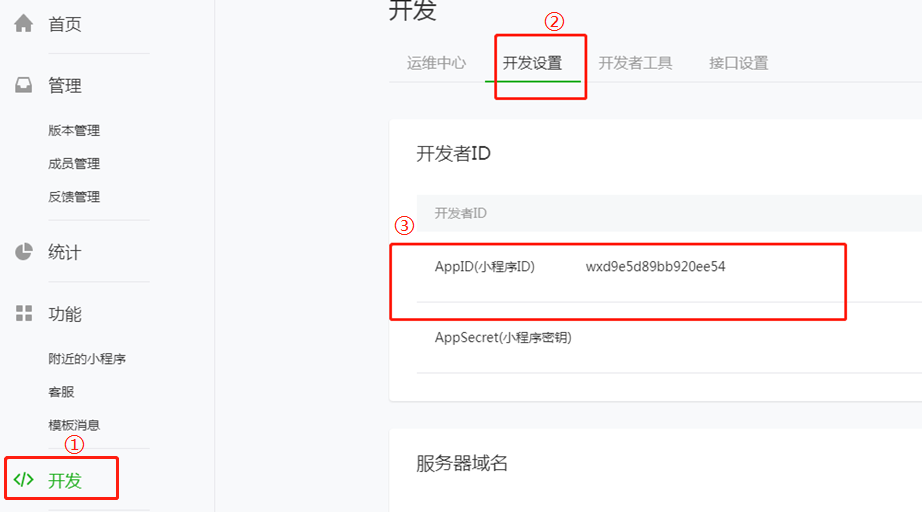 首页
管理
版本管理
成员管理
反馈管理
统计
功能
附近的小程序
客服
模板消息
①
开发
开发
②
运维中心 开发设置 开发者工具 接口设置
开发者ID
开发者ID
③
AppID(小程序ID) wxd9e5d89bb920ee54
AppSecret(小程序密钥)
服务器域名